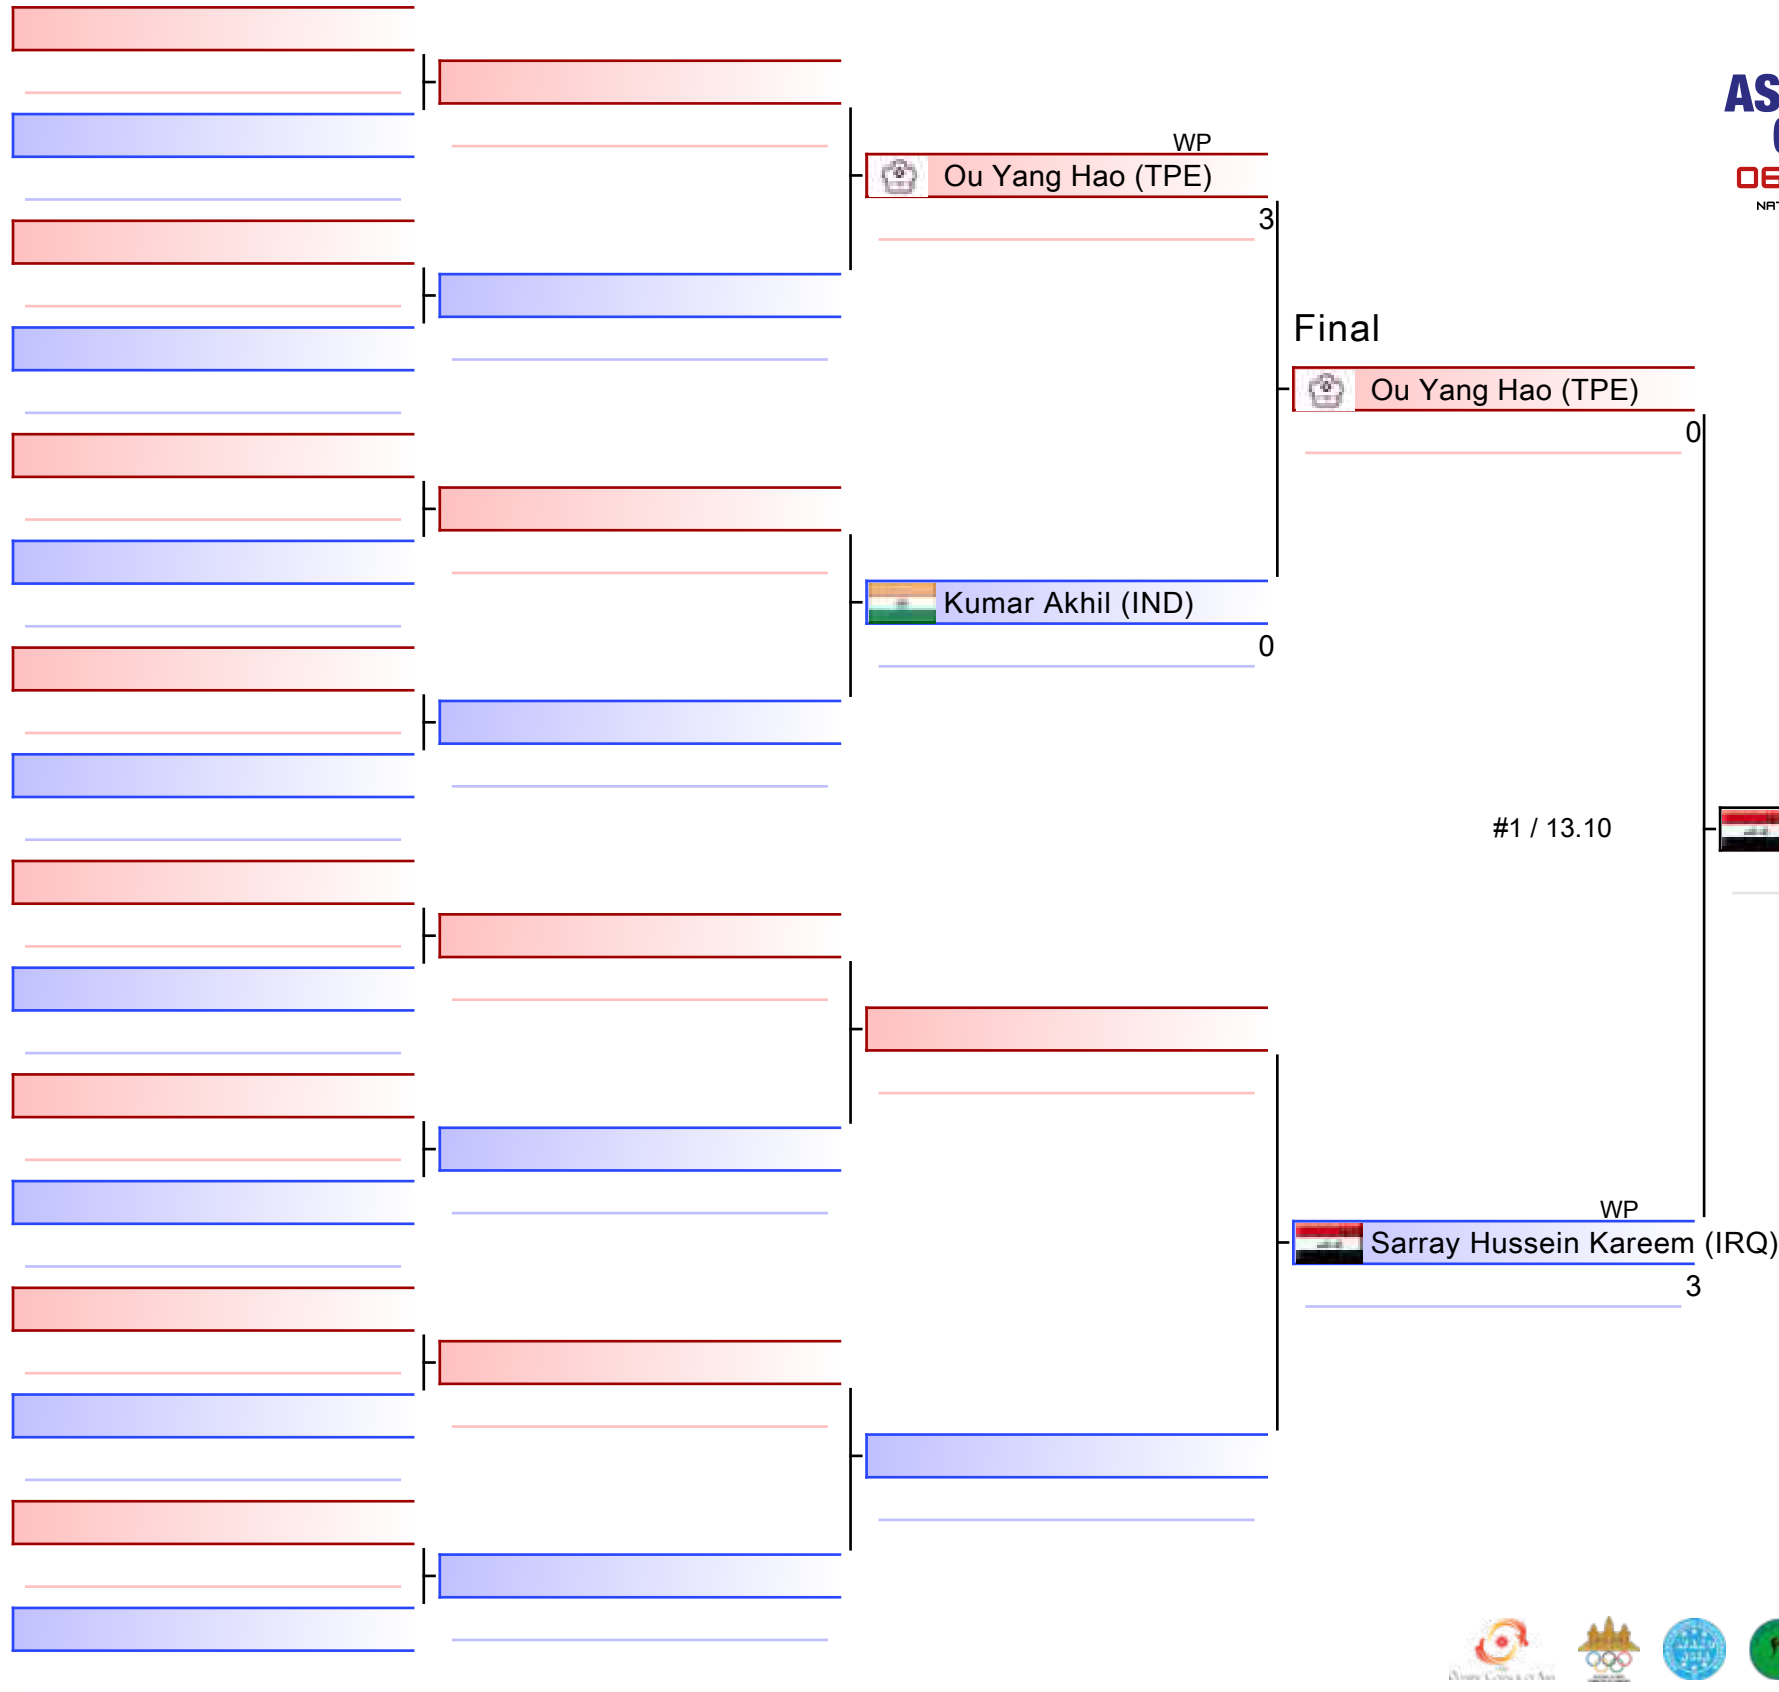 AS
WP
Ou Yang Hao (TPE)
3
Final
Ou Yang Hao (TPE)
0
Kumar Akhil (IND)
0
#1 / 13.10
WP
Sarray Hussein Kareem (IRQ)
3